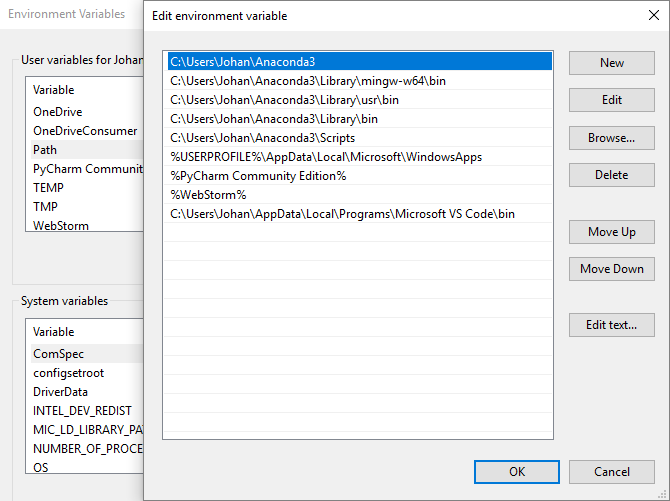 Environment Variables
User variables for Johan
Variable
OneDrive
OneDriveConsumer
Path
PyCharm Communit
TEMP
TMP
WebStorm
System variables
Variable
ComSpec
configsetroot
DriverData
INTEL_DEV_REDIST
MIC_LD_LIBRARY_PA
NUMBER_OF_PROCE
OS
Edit environment variable
C:\Users\Johan\Anaconda3
C:\Users\Johan\Anaconda3\Library\mingw-w64\bin
C:\Users\Johan\Anaconda3\Library\usr\bin
C:\Users\Johan\Anaconda3\Library\bin
C:\Users\Johan\Anaconda3\Scripts
%USERPROFILE%\AppData\Local\Microsoft\WindowsApps
%PyCharm Community Edition%
%WebStorm%
C:\Users\Johan\AppData\Local\Programs\Microsoft VS Code\bin
New
Edit
Browse...
Delete
Move Up
Move Down
Edit text...
OK
Cancel